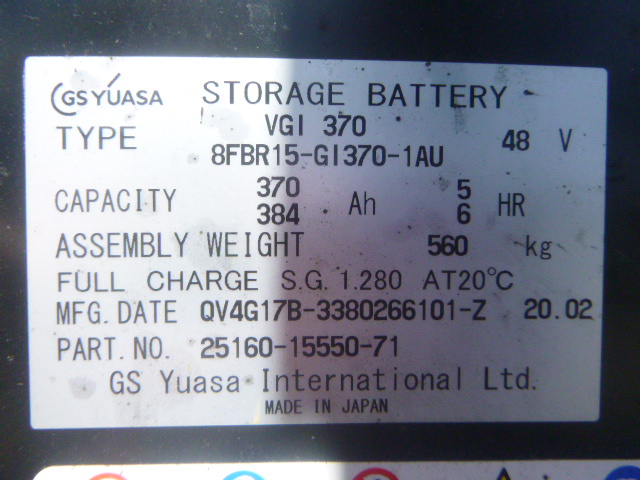 GS YUASA STORAGE BATTERY
TYPE VGI 370 48 V
8FBR15-GI370-1AU
CAPACITY 370 Ah 5 HR
384 6
ASSEMBLY WEIGHT 560 kg
FULL CHARGE S.G. 1.280 AT20℃
MFG.DATE QV4G17B-3380266101-Z 20.02
PART.NO. 25160-15550-71
GS Yuasa International Ltd.
MADE IN JAPAN